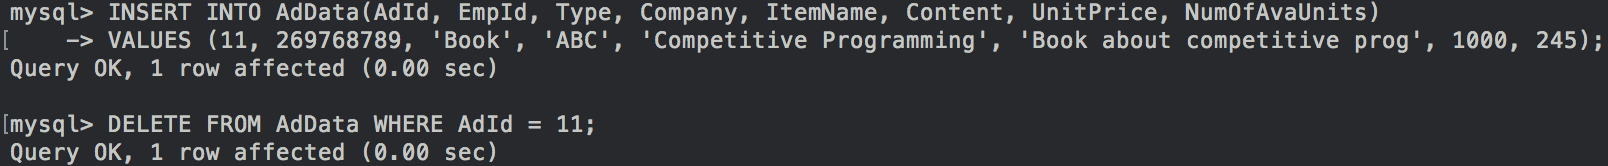 mysql> INSERT INTO AdData(AdId, EmpId, Type, Company, ItemName, Content, UnitPrice, NumOfAvaUnits)
[    -> VALUES (11, 269768789, 'Book', 'ABC', 'Competitive Programming', 'Book about competitive prog', 1000, 245);
Query OK, 1 row affected (0.00 sec)
[mysql> DELETE FROM AdData WHERE AdId = 11;
Query OK, 1 row affected (0.00 sec)